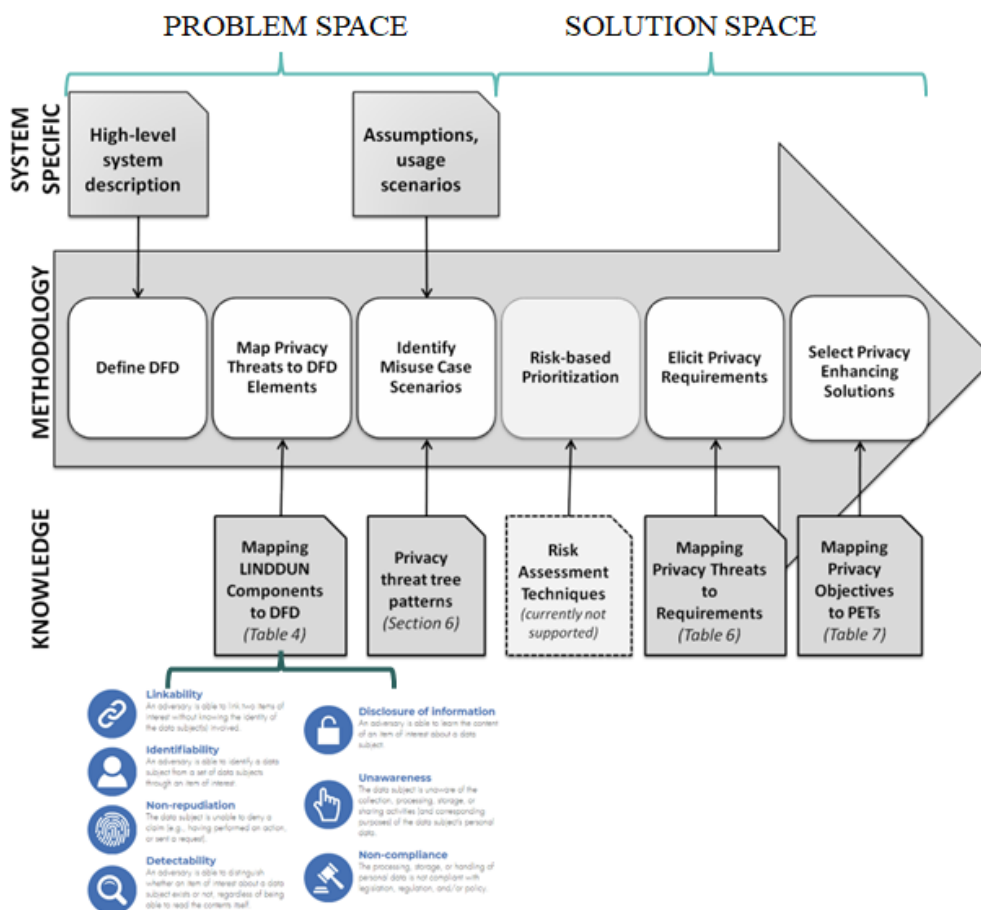 PROBLEM SPACE
SOLUTION SPACE
SYSTEM
SPECIFIC
High-level
system
description
Assumptions,
usage
scenarios
METHODOLOGY
Define DFD
Map Privacy
Threats to DFD
Elements
Identify
Misuse Case
Scenarios
Risk-based
Prioritization
Elicit Privacy
Requirements
Select Privacy
Enhancing
Solutions
KNOWLEDGE
Mapping
LINDDUN
Components
to DFD
(Table 4)
Privacy
threat tree
patterns
(Section 6)
Risk
Assessment
Techniques
(currently not
supported)
Mapping
Privacy Threats
to
Requirements
(Table 6)
Mapping
Privacy
Objectives
to PETs
(Table 7)
Linkability
An adversary is able to link two items of
interest without knowing the identity of
the data subject(s) involved.
Identifiability
An adversary is able to identify a data
subject from a set of data subjects
through an item of interest.
Non-repudiation
The data subject is unable to deny a
claim (e.g., having performed an action,
or sent a request).
Detectability
An adversary is able to distinguish
whether an item of interest about a data
subject exists or not, regardless of being
able to read the contents itself.
Disclosure of information
An adversary is able to learn the content
of an item of interest about a data
subject.
Unawareness
The data subject is unaware of the
collection, processing, storage, or
sharing activities (and corresponding
purposes) of the data subject's personal
data.
Non-compliance
The processing, storage, or handling of
personal data is not compliant with
legislation, regulation, and/or policy.